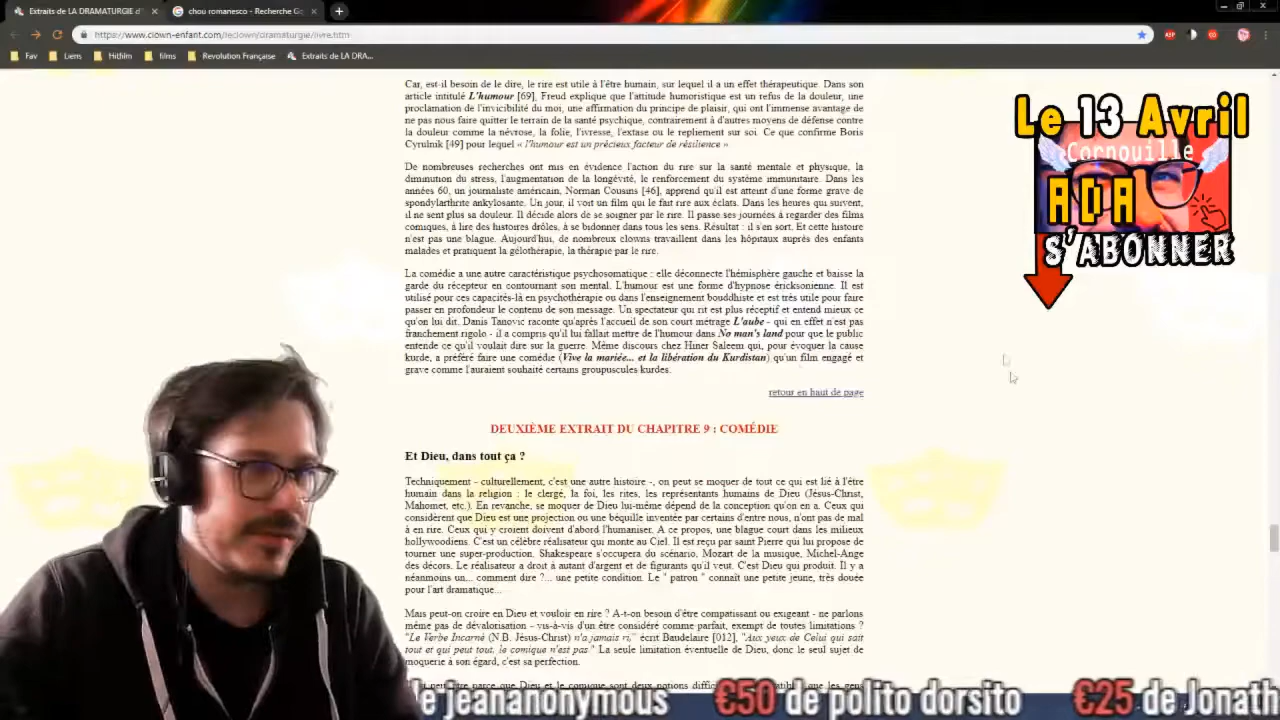 Extraits de LA DRAMATURGIE d'
chou romanesco - Recherche Go
https://www.clown-enfant.com/leclown/dramaturgie/livre.htm
Fav
Liens
Hitfilm
films
Revolution Française
Extraits de LA DRA...
Car, est-il besoin de le dire, le rire est utile à l'être humain, sur lequel il a un effet thérapeutique. Dans son
article intitulé L'humour [69], Freud explique que l'attitude humoristique est un refus de la douleur, une
proclamation de l'invicibilité du moi, une affirmation du principe de plaisir, qui ont l'immense avantage de
ne pas nous faire quitter le terrain de la santé psychique, contrairement à d'autres moyens de défense contre
la douleur comme la névrose, la folie, l'ivresse, l'extase ou le repliement sur soi. Ce que confirme Boris
Cyrulnik [49] pour lequel « l'humour est un précieux facteur de résilience ».
De nombreuses recherches ont mis en évidence l'action du rire sur la santé mentale et physique, la
diminution du stress, l'augmentation de la longévité, le renforcement du système immunitaire. Dans les
années 60, un journaliste américain, Norman Cousins [46], apprend qu'il est atteint d'une forme grave de
spondylarthrite ankylosante. Un jour, il voit un film qui le fait rire aux éclats. Dans les heures qui suivent,
il ne sent plus sa douleur. Il décide alors de se soigner par le rire. Il passe ses journées à regarder des films
comiques, à lire des histoires drôles, à se bidonner dans tous les sens. Résultat : il s'en sort. Et cette histoire
n'est pas une blague. Aujourd'hui, de nombreux clowns travaillent dans les hôpitaux auprès des enfants
malades et pratiquent la gélothérapie, la thérapie par le rire.
La comédie a une autre caractéristique psychosomatique : elle déconnecte l'hémisphère gauche et baisse la
garde du récepteur en contournant son mental. L'humour est une forme d'hypnose éricksonienne. Il est
utilisé pour ces capacités-là en psychothérapie ou dans l'enseignement bouddhiste et est très utile pour faire
passer en profondeur le contenu de son message. Un spectateur qui rit est plus réceptif et entend mieux ce
qu'on lui dit. Danis Tanovic raconte qu'après l'accueil de son court métrage L'aube - qui en effet n'est pas
franchement rigolo - il a compris qu'il lui fallait mettre de l'humour dans No man's land pour que le public
entende ce qu'il voulait dire sur la guerre. Même discours chez Hiner Saleem qui, pour évoquer la cause
kurde, a préféré faire une comédie (Vive la mariée... et la libération du Kurdistan) qu'un film engagé et
grave comme l'auraient souhaité certains groupuscules kurdes.
retour en haut de page
DEUXIÈME EXTRAIT DU CHAPITRE 9 : COMÉDIE
Et Dieu, dans tout ça ?
Techniquement - culturellement, c'est une autre histoire -, on peut se moquer de tout ce qui est lié à l'être
humain dans la religion : le clergé, la foi, les rites, les représentants humains de Dieu (Jésus-Christ,
Mahomet, etc.). En revanche, se moquer de Dieu lui-même dépend de la conception qu'on en a. Ceux qui
considèrent que Dieu est une projection ou une béquille inventée par certains d'entre nous, n'ont pas de mal
à en rire. Ceux qui y croient doivent d'abord l'humaniser. A ce propos, une blague court dans les milieux
hollywoodiens. C'est un célèbre réalisateur qui monte au Ciel. Il est reçu par saint Pierre qui lui propose de
tourner une super-production. Shakespeare s'occupera du scénario, Mozart de la musique, Michel-Ange
des décors. Le réalisateur a droit à autant d'argent et de figurants qu'il veut. C'est Dieu qui produit. Il y a
néanmoins un... comment dire ?... une petite condition. Le " patron " connaît une petite jeune, très douée
pour l'art dramatique...
Mais peut-on croire en Dieu et vouloir en rire ? A-t-on besoin d'être compatissant ou exigeant - ne parlons
même pas de dévalorisation - vis-à-vis d'un être considéré comme parfait, exempt de toutes limitations ?
"Le Verbe Incarné (N.B. Jésus-Christ) n'a jamais ri," écrit Baudelaire [012], "Aux yeux de Celui qui sait
tout et qui peut tout, le comique n'est pas." La seule limitation éventuelle de Dieu, donc le seul sujet de
moquerie à son égard, c'est sa perfection.
Le 13 Avril
Cornouille
ADA
S'ABONNER
e jeananonymous €50 de polito dorsito €25 de Jonath